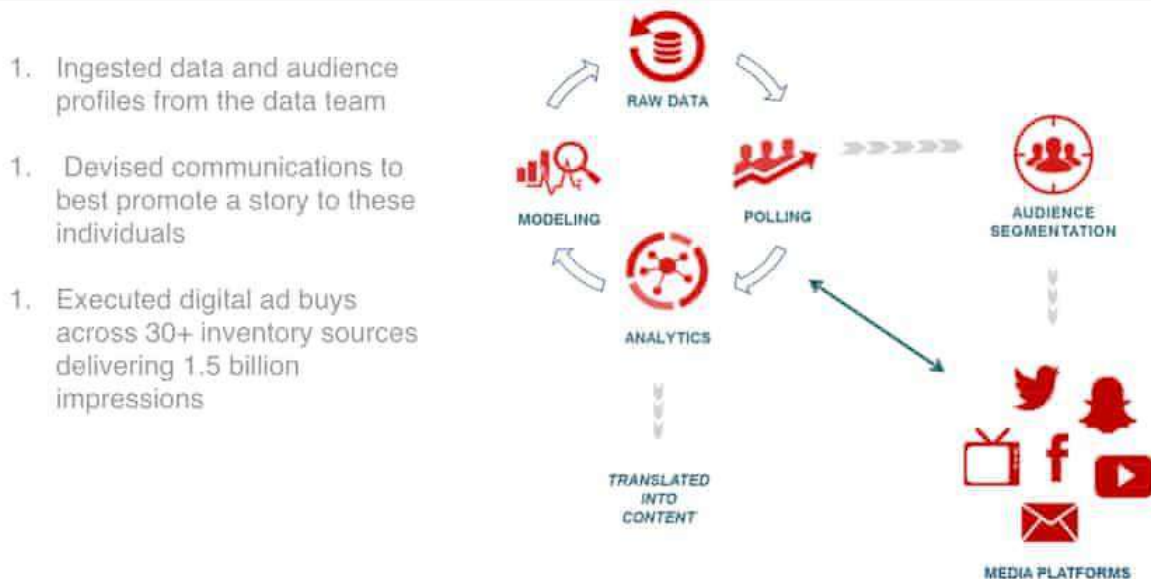 1. Ingested data and audience
profiles from the data team
1. Devised communications to
best promote a story to these
individuals
1. Executed digital ad buys
across 30+ inventory sources
delivering 1.5 billion
impressions
RAW DATA
MODELING
POLLING
AUDIENCE
SEGMENTATION
ANALYTICS
TRANSLATED
INTO
CONTENT
MEDIA PLATFORMS